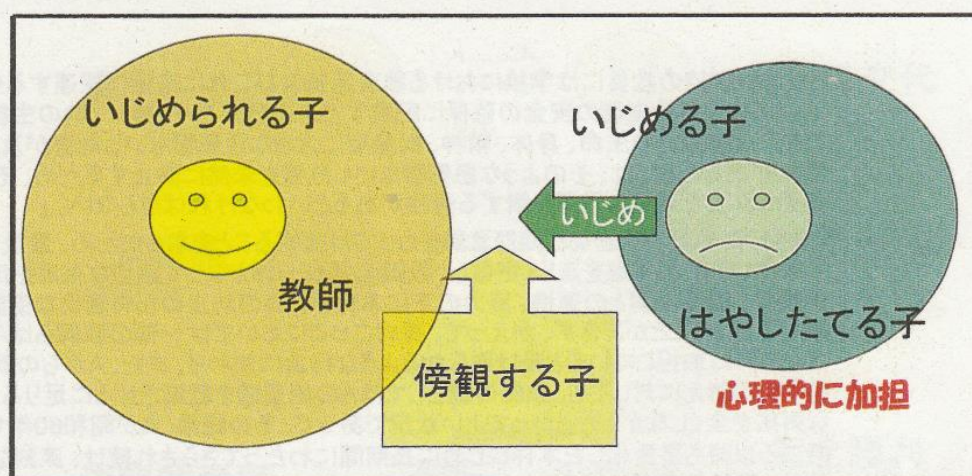 いじめられる子
いじめる子
いじめ
教師
はやしたてる子
傍観する子
心理的に加担